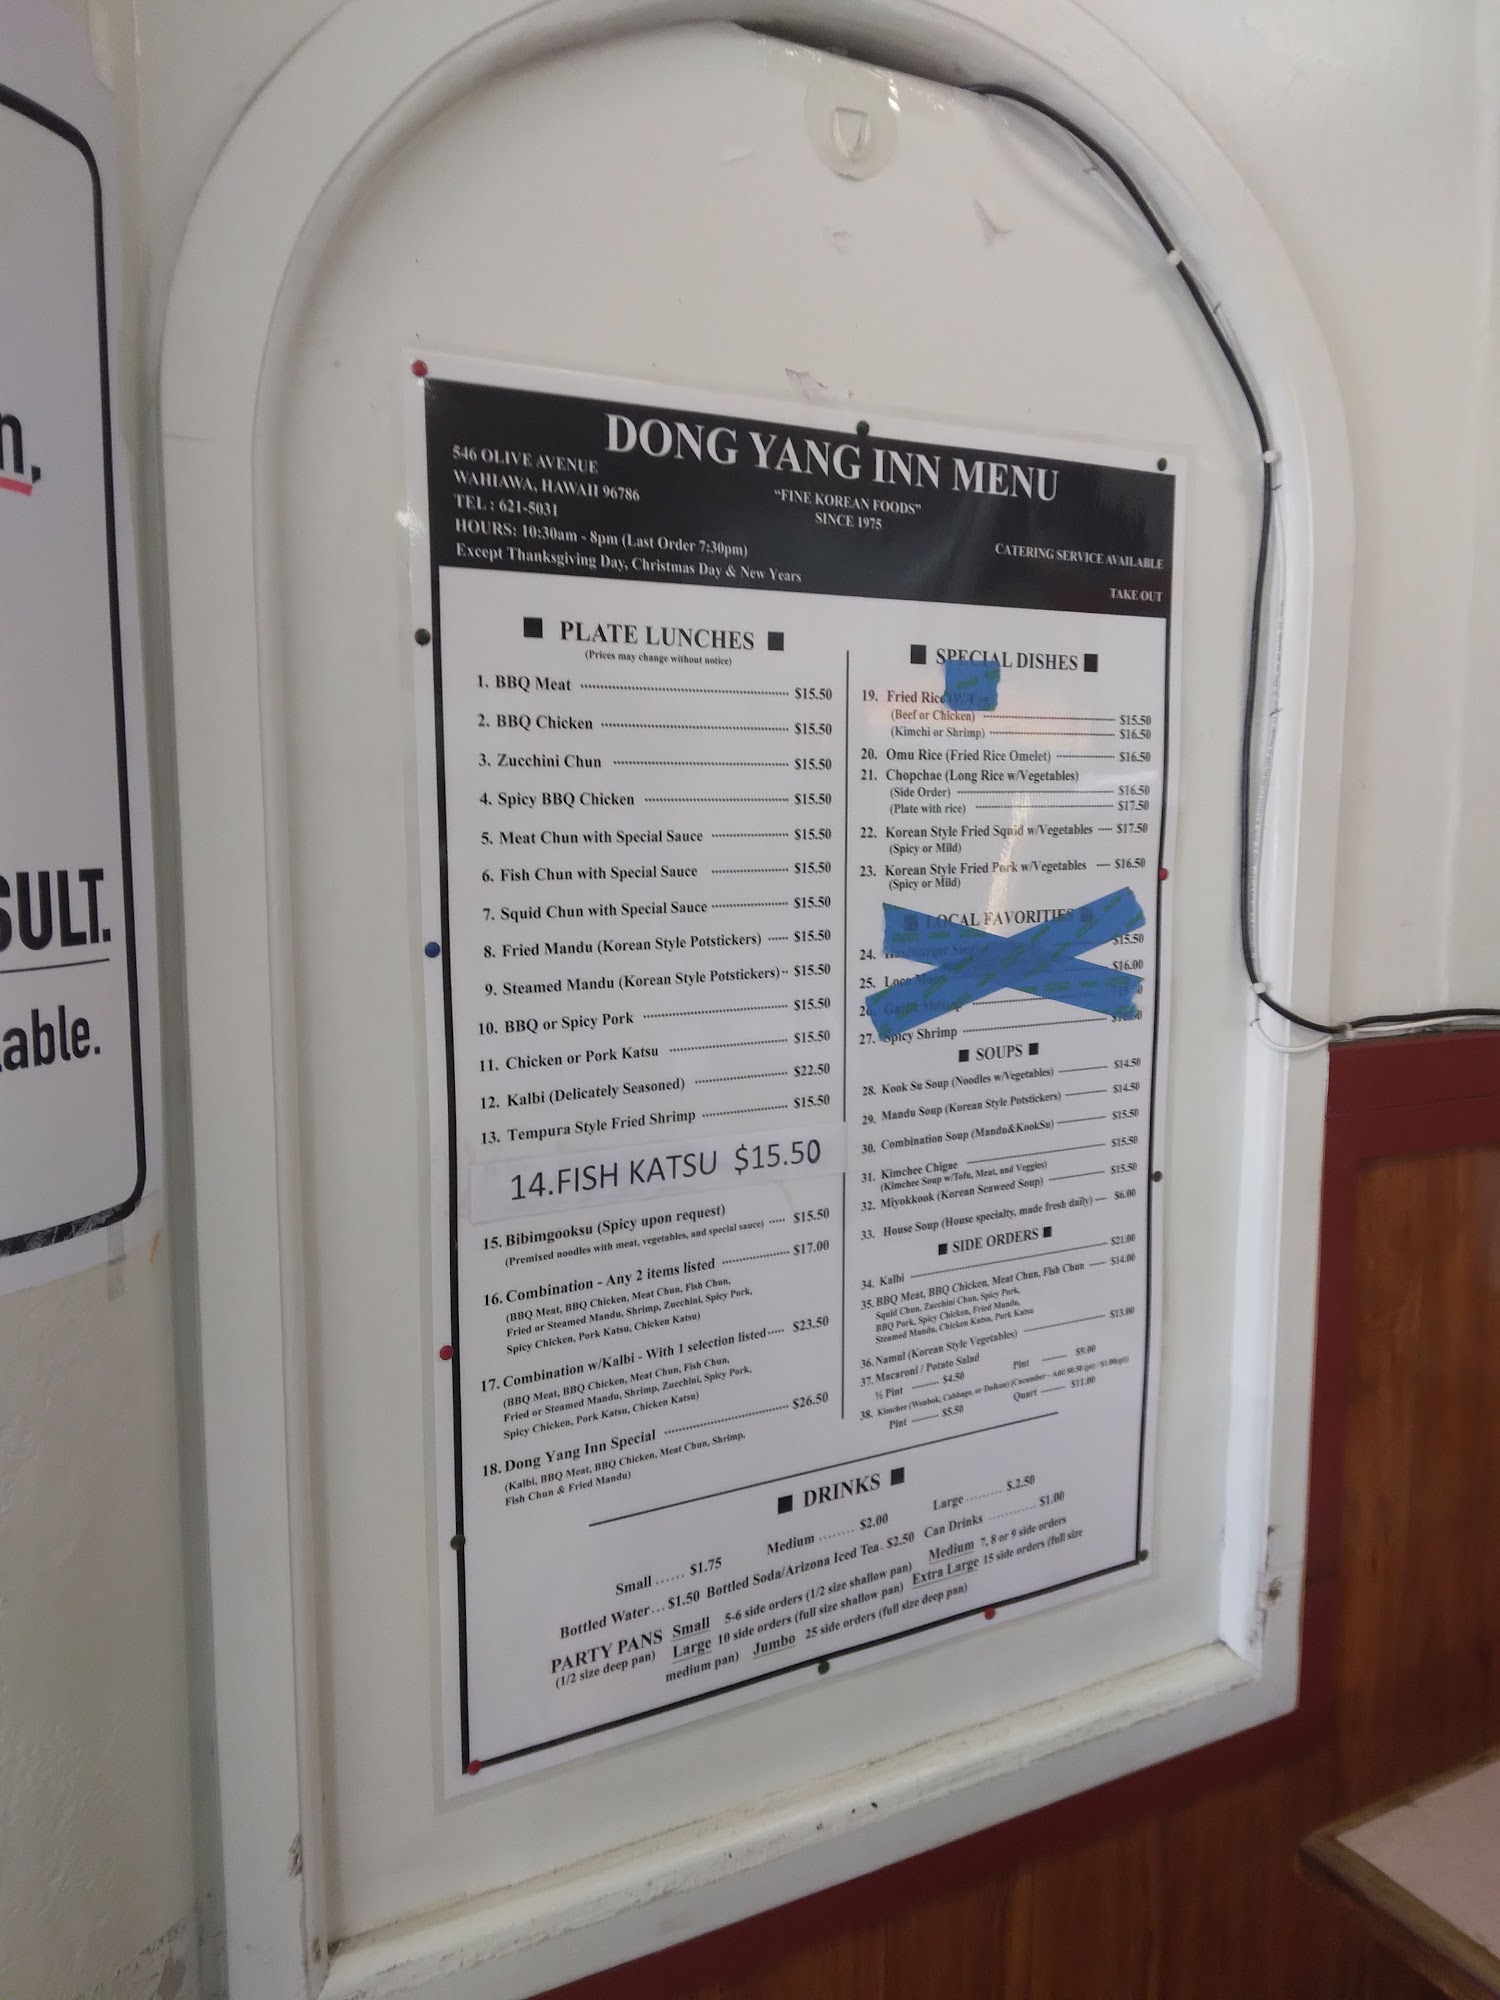 n,
SULT.
able.
DONG YANG INN MENU
546 OLIVE AVENUE
WAHIAWA, HAWAII 96786
TEL : 621-5031
HOURS: 10:30am - 8pm (Last Order 7:30pm)
Except Thanksgiving Day, Christmas Day & New Years
"FINE KOREAN FOODS"
SINCE 1975
CATERING SERVICE AVAILABLE
TAKE OUT
PLATE LUNCHES
(Prices may change without notice)
1. BBQ Meat $15.50
2. BBQ Chicken $15.50
3. Zucchini Chun $15.50
4. Spicy BBQ Chicken $15.50
5. Meat Chun with Special Sauce $15.50
6. Fish Chun with Special Sauce $15.50
7. Squid Chun with Special Sauce $15.50
8. Fried Mandu (Korean Style Potstickers) $15.50
9. Steamed Mandu (Korean Style Potstickers) $15.50
10. BBQ or Spicy Pork $15.50
11. Chicken or Pork Katsu $15.50
12. Kalbi (Delicately Seasoned) $22.50
13. Tempura Style Fried Shrimp $15.50
14.FISH KATSU $15.50
15. Bibimgooksu (Spicy upon request)
(Premixed noodles with meat, vegetables, and special sauce) $15.50
16. Combination - Any 2 items listed $17.00
(BBQ Meat, BBQ Chicken, Meat Chun, Fish Chun,
Fried or Steamed Mandu, Shrimp, Zucchini, Spicy Pork,
Spicy Chicken, Pork Katsu, Chicken Katsu)
17. Combination w/Kalbi - With 1 selection listed $23.50
(BBQ Meat, BBQ Chicken, Meat Chun, Fish Chun,
Fried or Steamed Mandu, Shrimp, Zucchini, Spicy Pork,
Spicy Chicken, Pork Katsu, Chicken Katsu)
18. Dong Yang Inn Special $26.50
(Kalbi, BBQ Meat, BBQ Chicken, Meat Chun, Shrimp,
Fish Chun & Fried Mandu)
SPECIAL DISHES
19. Fried Rice
(Beef or Chicken) $15.50
(Kimchi or Shrimp) $16.50
20. Omu Rice (Fried Rice Omelet) $16.50
21. Chopchae (Long Rice w/Vegetables)
(Side Order) $16.50
(Plate with rice) $17.50
22. Korean Style Fried Squid w/Vegetables $17.50
(Spicy or Mild)
23. Korean Style Fried Pork w/Vegetables $16.50
(Spicy or Mild)
LOCAL FAVORITIES
24. $15.50
25. Loco $16.00
26. Garlic Shrimp
27. Spicy Shrimp
SOUPS
28. Kook Su Soup (Noodles w/Vegetables) $14.50
29. Mandu Soup (Korean Style Potstickers) $14.50
30. Combination Soup (Mandu&KookSu) $15.50
31. Kimchee Chigae $15.50
(Kimchee Soup w/Tofu, Meat, and Veggies)
32. Miyokkook (Korean Seaweed Soup) $15.50
33. House Soup (House specialty, made fresh daily) $6.00
SIDE ORDERS
34. Kalbi $21.00
35. BBQ Meat, BBQ Chicken, Meat Chun, Fish Chun $14.00
Squid Chun, Zucchini Chun, Spicy Pork,
BBQ Pork, Spicy Chicken, Fried Mandu,
Steamed Mandu, Chicken Katsu, Pork Katsu
36. Namul (Korean Style Vegetables) $13.00
37. Macaroni / Potato Salad
½ Pint $4.50 Pint $9.00
38. Kimchee (Wonbok, Cabbage, or Daikon) (Cucumber - Add $0.50 (pt) / $1.00(qt))
Pint $5.50 Quart $11.00
DRINKS
Small $1.75 Medium $2.00 Large $2.50
Bottled Water $1.50 Bottled Soda/Arizona Iced Tea $2.50 Can Drinks $1.00
PARTY PANS Small 5-6 side orders (1/2 size shallow pan) Medium 7, 8 or 9 side orders
(1/2 size deep pan) Large 10 side orders (full size shallow pan) Extra Large 15 side orders (full size
medium pan) Jumbo 25 side orders (full size deep pan)